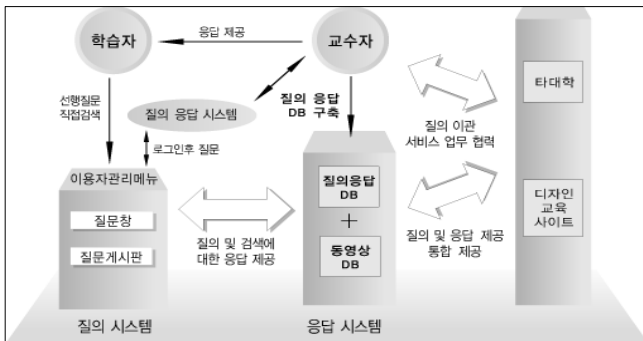 학습자
응답 제공
교수자
타대학
선행질문
직접검색
질의 응답 시스템
질의 응답
DB 구축
로그인후 질문
질의 이관
서비스 업무 협력
이용자관리메뉴
질문창
질문게시판
질의응답
DB
+
동영상
DB
디자인
교육
사이트
질의 및 검색에
대한 응답 제공
질의 및 응답 제공
통합 제공
질의 시스템
응답 시스템